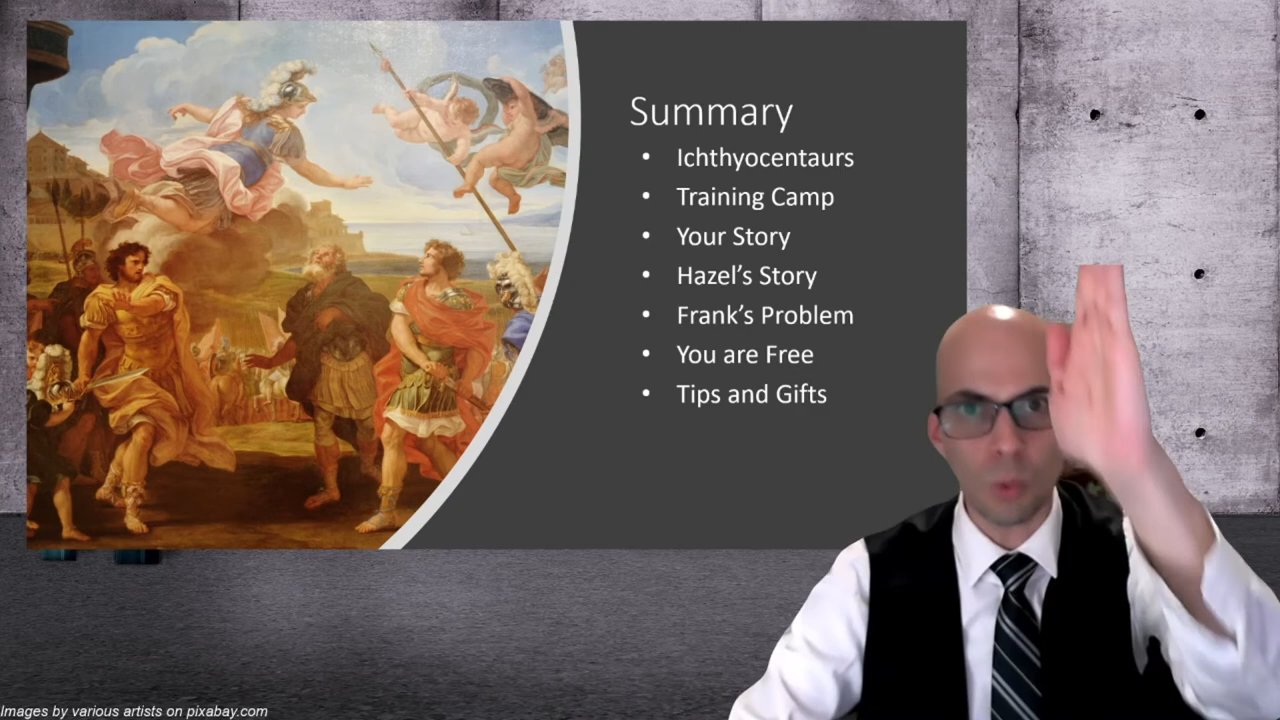 Summary
• Ichthyocentaurs
• Training Camp
• Your Story
• Hazel's Story
• Frank's Problem
• You are Free
• Tips and Gifts
Images by various artists on pixabay.com